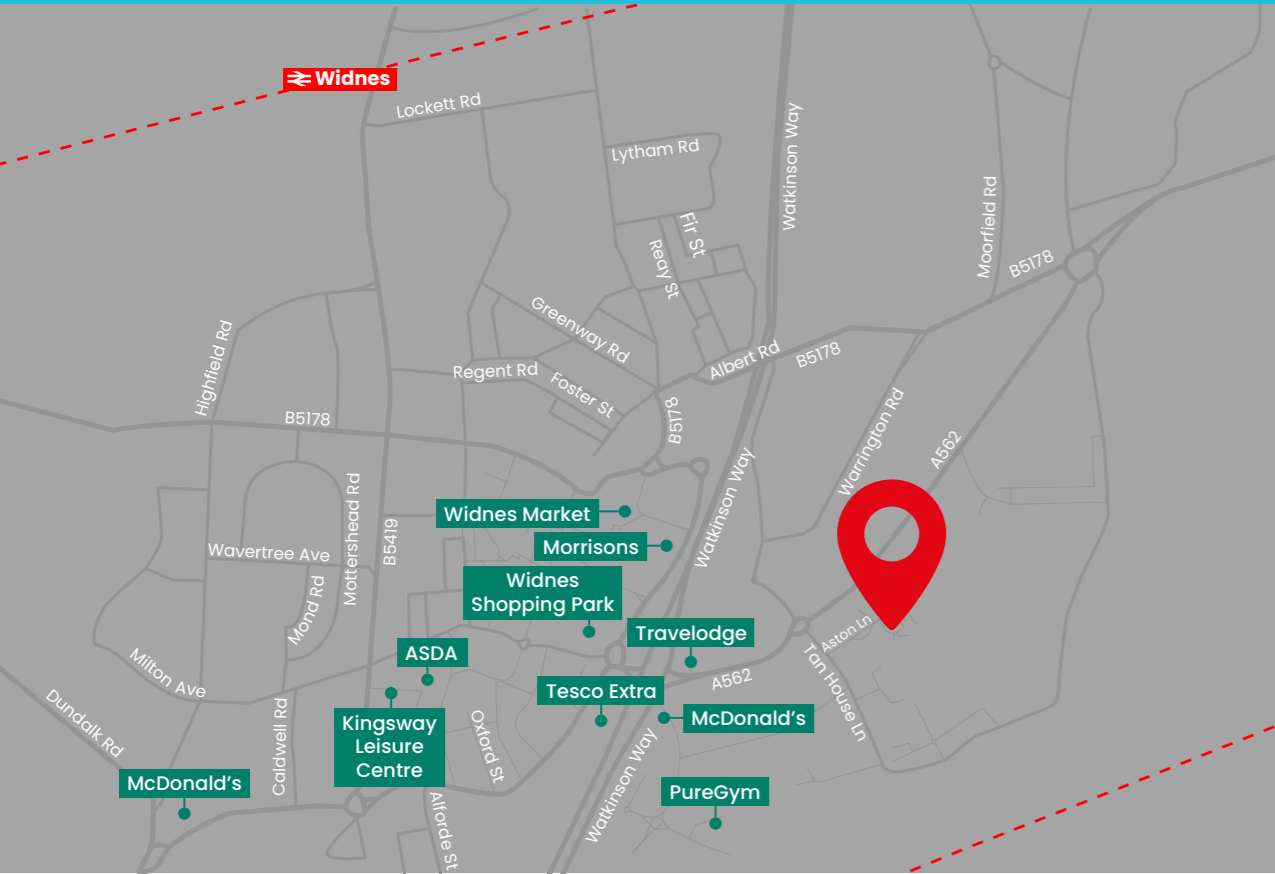 Widnes
Lockett Rd
Lytham Rd
Watkinson Way
Moorfield Rd
Fir St
Reay St
B5178
Greenway Rd
Highfield Rd
Albert Rd
B5178
Regent Rd
Foster St
B5178
B5178
Warrington Rd
A562
Mottershead Rd
B5419
Watkinson Way
Widnes Market
Morrisons
Wavertree Ave
Widnes
Shopping Park
Mond Rd
Travelodge
Aston Ln
Tan House Ln
ASDA
Milton Ave
A562
Tesco Extra
Dundalk Rd
Caldwell Rd
Kingsway
Leisure
Centre
Oxford St
McDonald's
Watkinson Way
McDonald's
PureGym
Alforde St